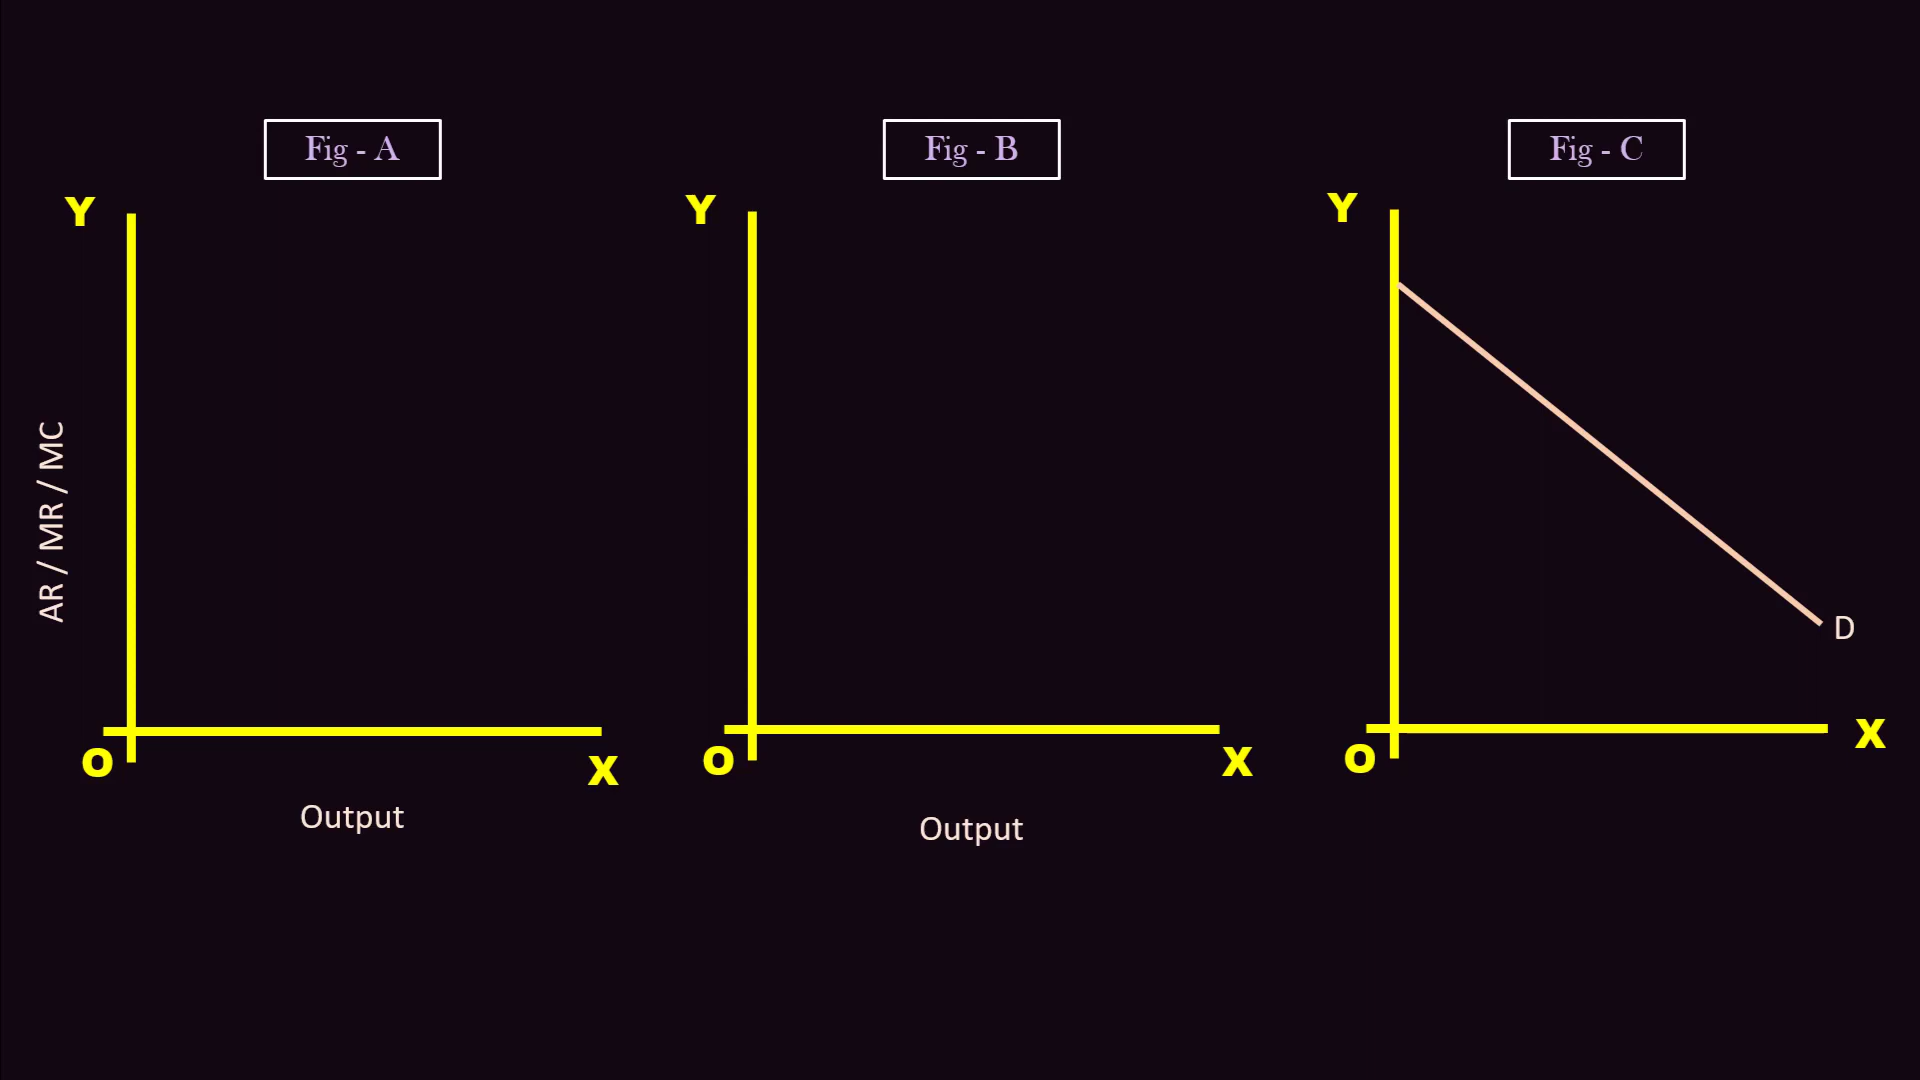 Fig - A
Fig - B
Fig - C
Y
Y
Y
AR / MR / MC
D
O
X
O
X
O
X
Output
Output